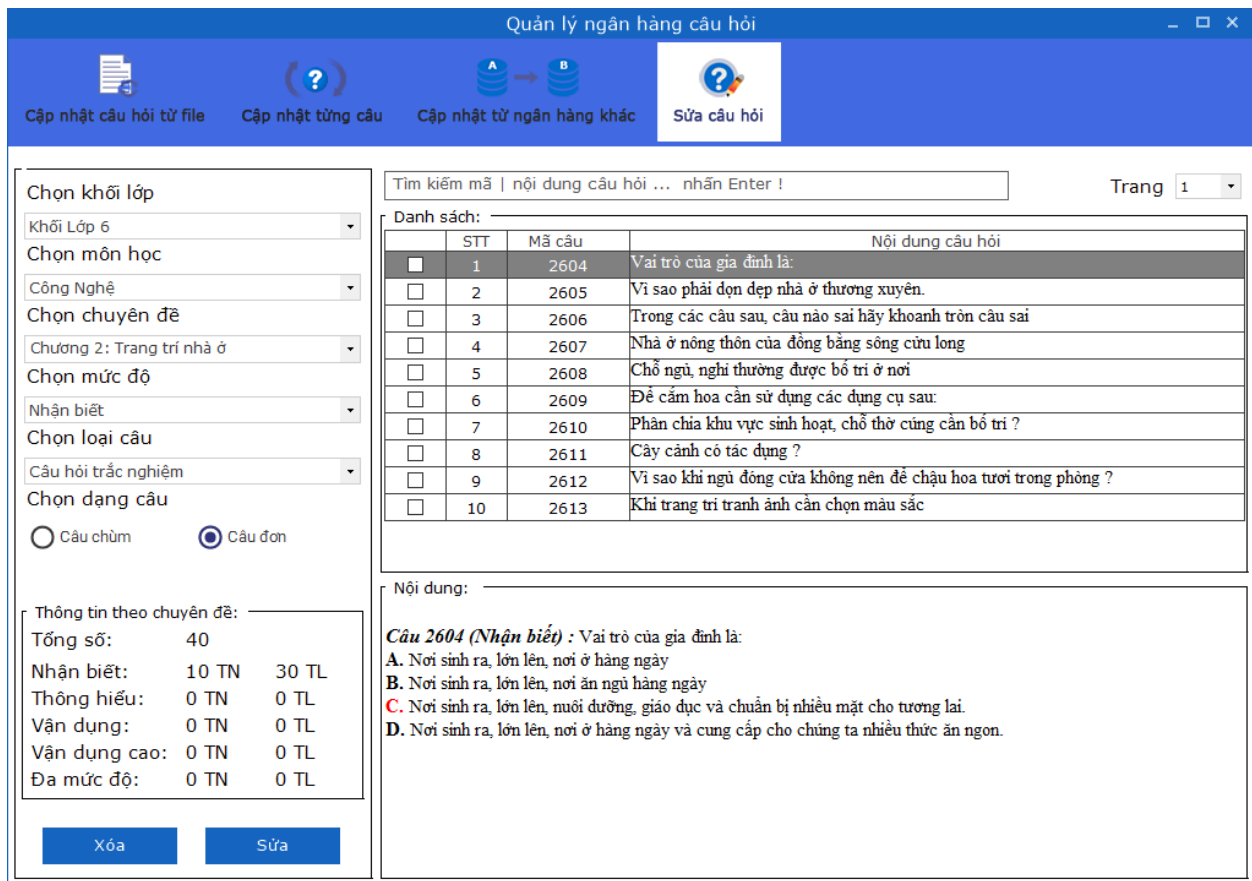 Quản lý ngân hàng câu hỏi
Cập nhật câu hỏi từ file
Cập nhật từng câu
A
B
Cập nhật từ ngân hàng khác
Sửa câu hỏi
Chọn khối lớp
Khối Lớp 6
Chọn môn học
Công Nghệ
Chọn chuyên đề
Chương 2: Trang trí nhà ở
Chọn mức độ
Nhận biết
Chọn loại câu
Câu hỏi trắc nghiệm
Chọn dạng câu
Câu chùm
Câu đơn
Thông tin theo chuyên đề:
Tổng số: 40
Nhận biết: 10 TN 30 TL
Thông hiểu: 0 TN 0 TL
Vận dụng: 0 TN 0 TL
Vận dụng cao: 0 TN 0 TL
Đa mức độ: 0 TN 0 TL
Xóa
Sửa
Tìm kiếm mã | nội dung câu hỏi ... nhấn Enter !
Trang 1
Danh sách:
STT Mã câu Nội dung câu hỏi
1 2604 Vai trò của gia đình là:
2 2605 Vì sao phải dọn dẹp nhà ở thương xuyên.
3 2606 Trong các câu sau, câu nào sai hãy khoanh tròn câu sai
4 2607 Nhà ở nông thôn của đồng bằng sông cửu long
5 2608 Chỗ ngủ, nghỉ thường được bố trí ở nơi
6 2609 Để cắm hoa cần sử dụng các dụng cụ sau:
7 2610 Phân chia khu vực sinh hoạt, chỗ thờ cúng cần bố trí ?
8 2611 Cây cảnh có tác dụng ?
9 2612 Vì sao khi ngủ đóng cửa không nên để chậu hoa tươi trong phòng ?
10 2613 Khi trang trí tranh ảnh cần chọn màu sắc
Nội dung:
Câu 2604 (Nhận biết) : Vai trò của gia đình là:
A. Nơi sinh ra, lớn lên, nơi ở hàng ngày
B. Nơi sinh ra, lớn lên, nơi ăn ngủ hàng ngày
C. Nơi sinh ra, lớn lên, nuôi dưỡng, giáo dục và chuẩn bị nhiều mặt cho tương lai.
D. Nơi sinh ra, lớn lên, nơi ở hàng ngày và cung cấp cho chúng ta nhiều thức ăn ngon.